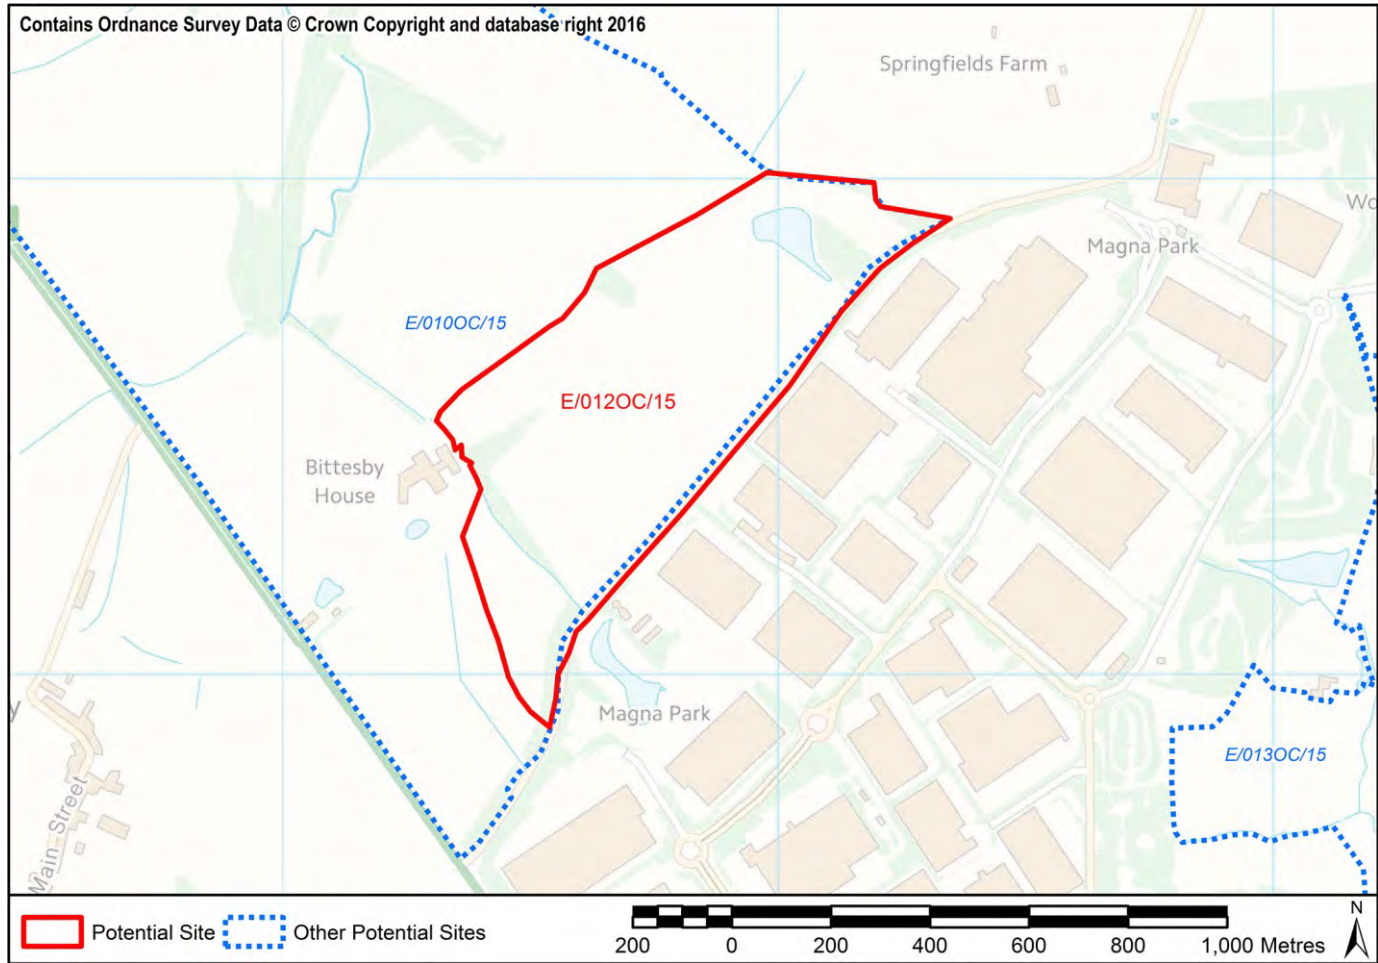 Contains Ordnance Survey Data © Crown Copyright and database right 2016
Springfields Farm
Wo
Magna Park
E/010OC/15
E/012OC/15
Bittesby
House
Magna Park
y
E/013OC/15
Main Street
Potential Site
Other Potential Sites
200 0 200 400 600 800 1,000 Metres
N